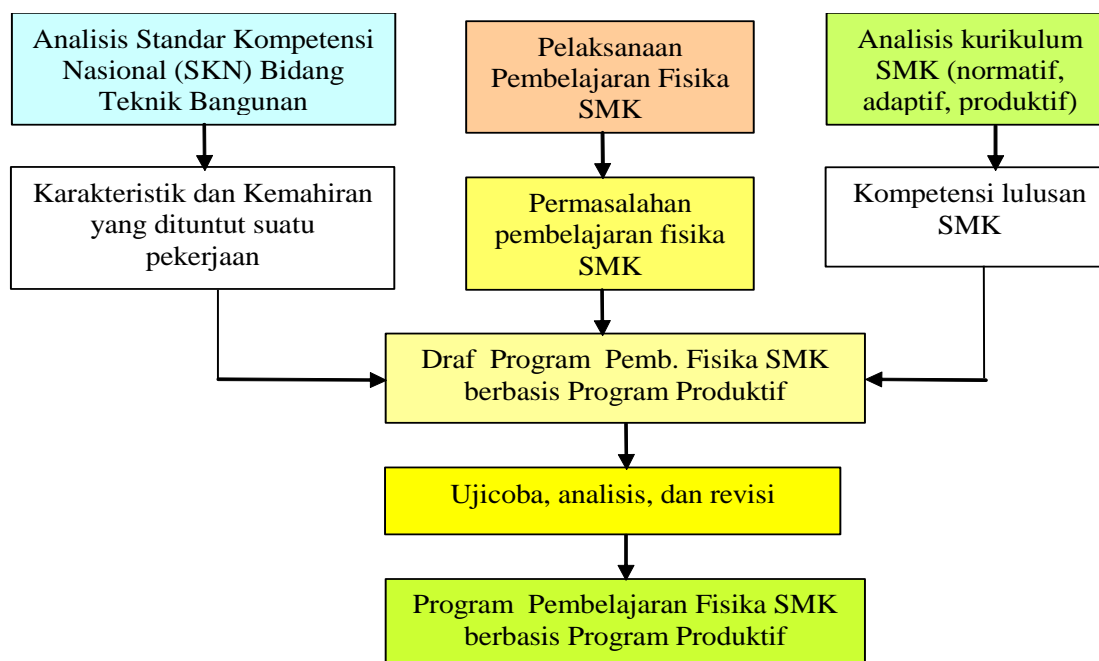 Analisis Standar Kompetensi
Nasional (SKN) Bidang
Teknik Bangunan
Pelaksanaan
Pembelajaran Fisika
SMK
Analisis kurikulum
SMK (normatif,
adaptif, produktif)
Karakteristik dan Kemahiran
yang dituntut suatu
pekerjaan
Permasalahan
pembelajaran fisika
SMK
Kompetensi lulusan
SMK
Draf Program Pemb. Fisika SMK
berbasis Program Produktif
Ujicoba, analisis, dan revisi
Program Pembelajaran Fisika SMK
berbasis Program Produktif